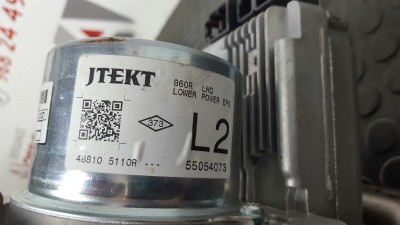 JTEKT
860R LHD
LOWER POWER EPS
373
L2
48810 5110R ---
55054073